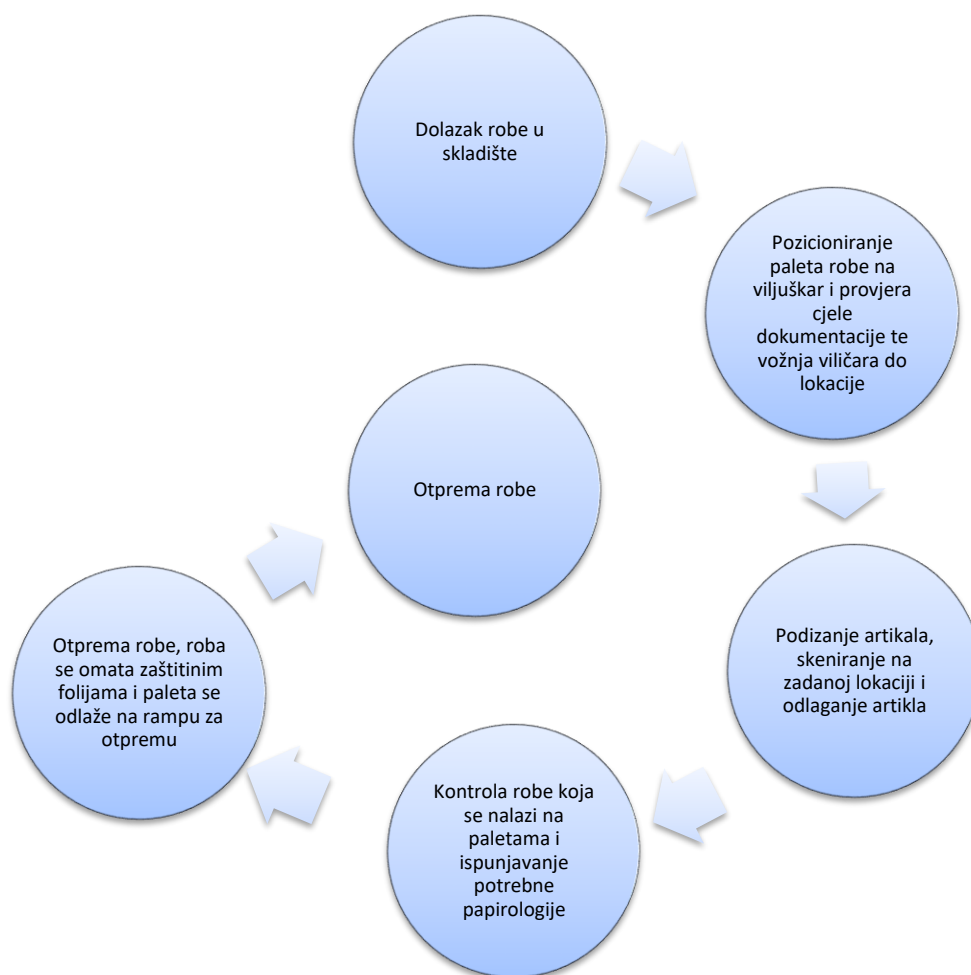 Dolazak robe u
skladište
Pozicioniranje
paleta robe na
viljuškar i provjera
cjele
dokumentacije te
vožnja viličara do
lokacije
Podizanje artikala,
skeniranje na
zadanoj lokaciji i
odlaganje artikla
Kontrola robe koja
se nalazi na
paletama i
ispunjavanje
potrebne
papirologije
Otprema robe, roba
se omata zaštitinim
folijama i paleta se
odlaže na rampu za
otpremu
Otprema robe